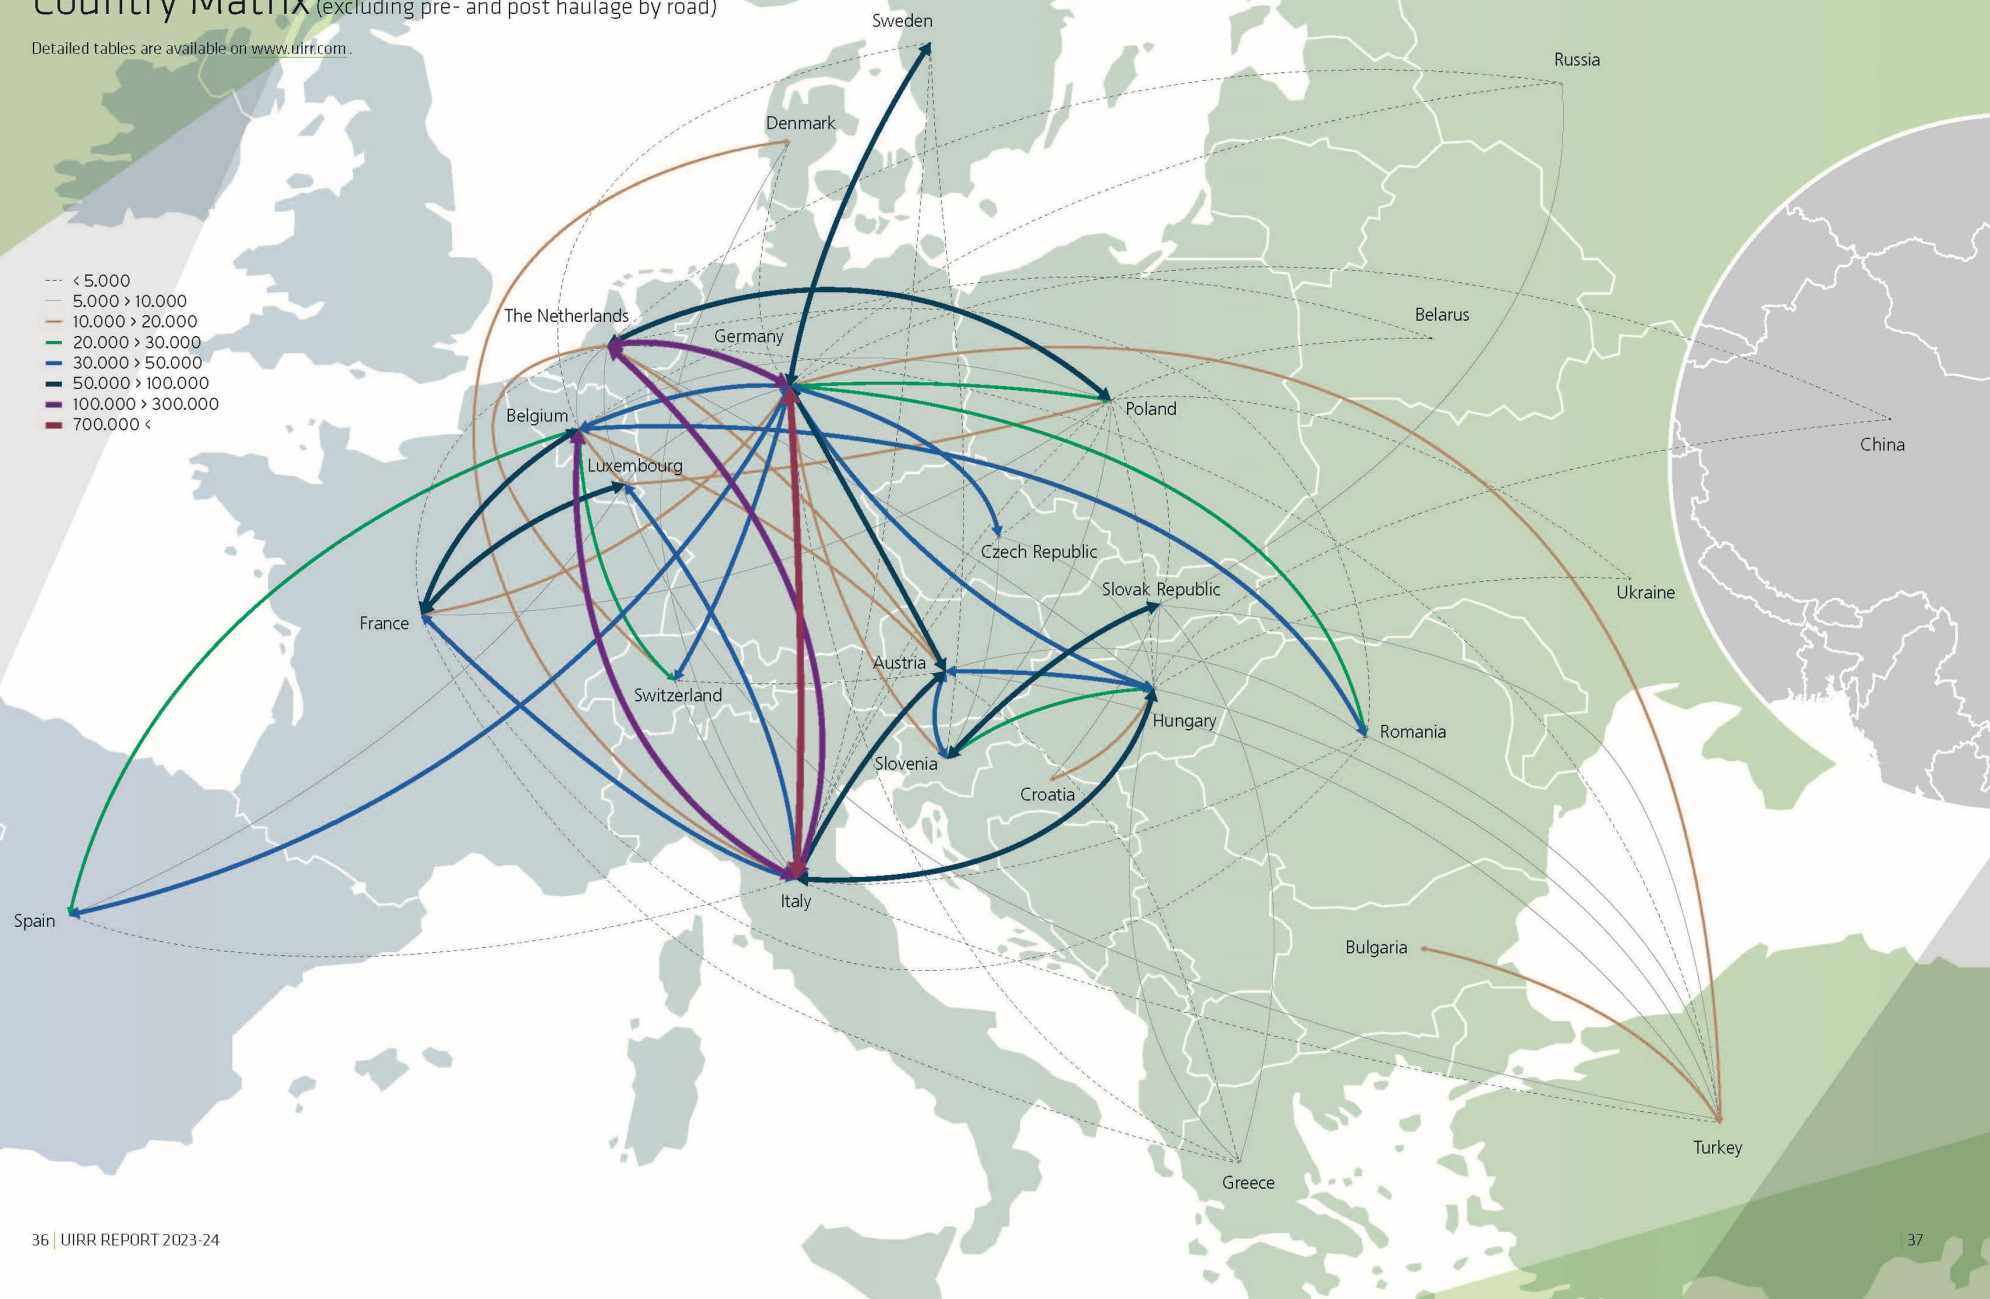 Country Matrix (excluding pre- and post haulage by road)
Detailed tables are available on www.uirr.com.
Sweden
Russia
Denmark
< 5.000
5.000 > 10.000
10.000 > 20.000
20.000 > 30.000
30.000 > 50.000
50.000 > 100.000
100.000 > 300.000
700.000 <
The Netherlands
Germany
Belarus
Belgium
Poland
China
Luxembourg
Czech Republic
Slovak Republic
Ukraine
France
Austria
Switzerland
Hungary
Romania
Slovenia
Croatia
Italy
Spain
Bulgaria
Turkey
Greece
36 | UIRR REPORT 2023-24
37